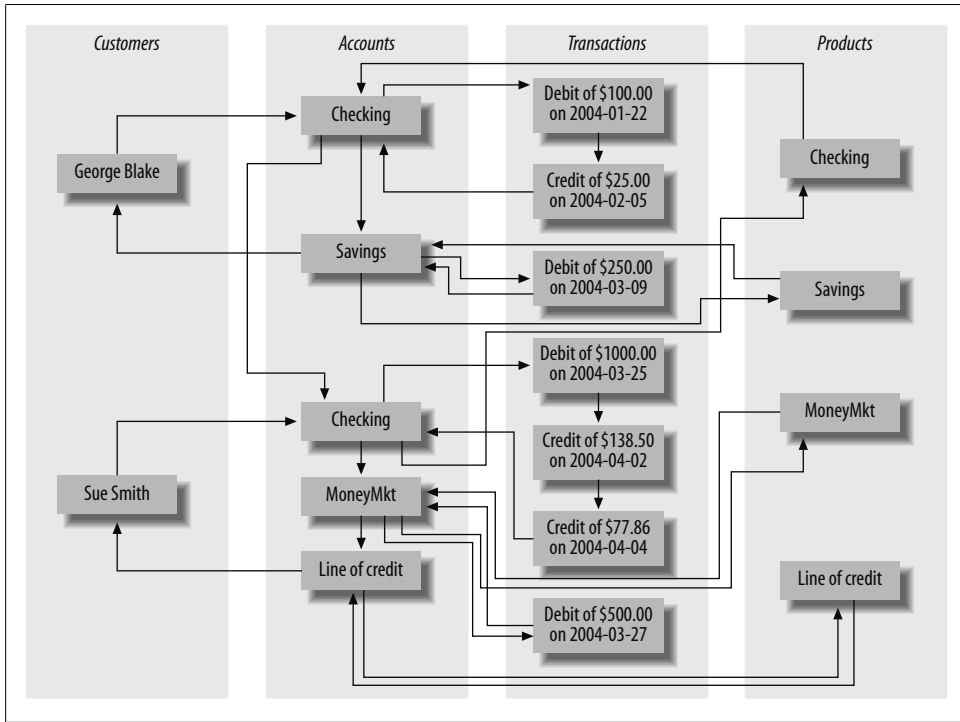 Customers
Accounts
Transactions
Products
Checking
Debit of $100.00
on 2004-01-22
George Blake
Credit of $25.00
on 2004-02-05
Checking
Savings
Debit of $250.00
on 2004-03-09
Savings
Checking
Debit of $1000.00
on 2004-03-25
MoneyMkt
Credit of $138.50
on 2004-04-02
Sue Smith
MoneyMkt
Credit of $77.86
on 2004-04-04
Line of credit
Line of credit
Debit of $500.00
on 2004-03-27